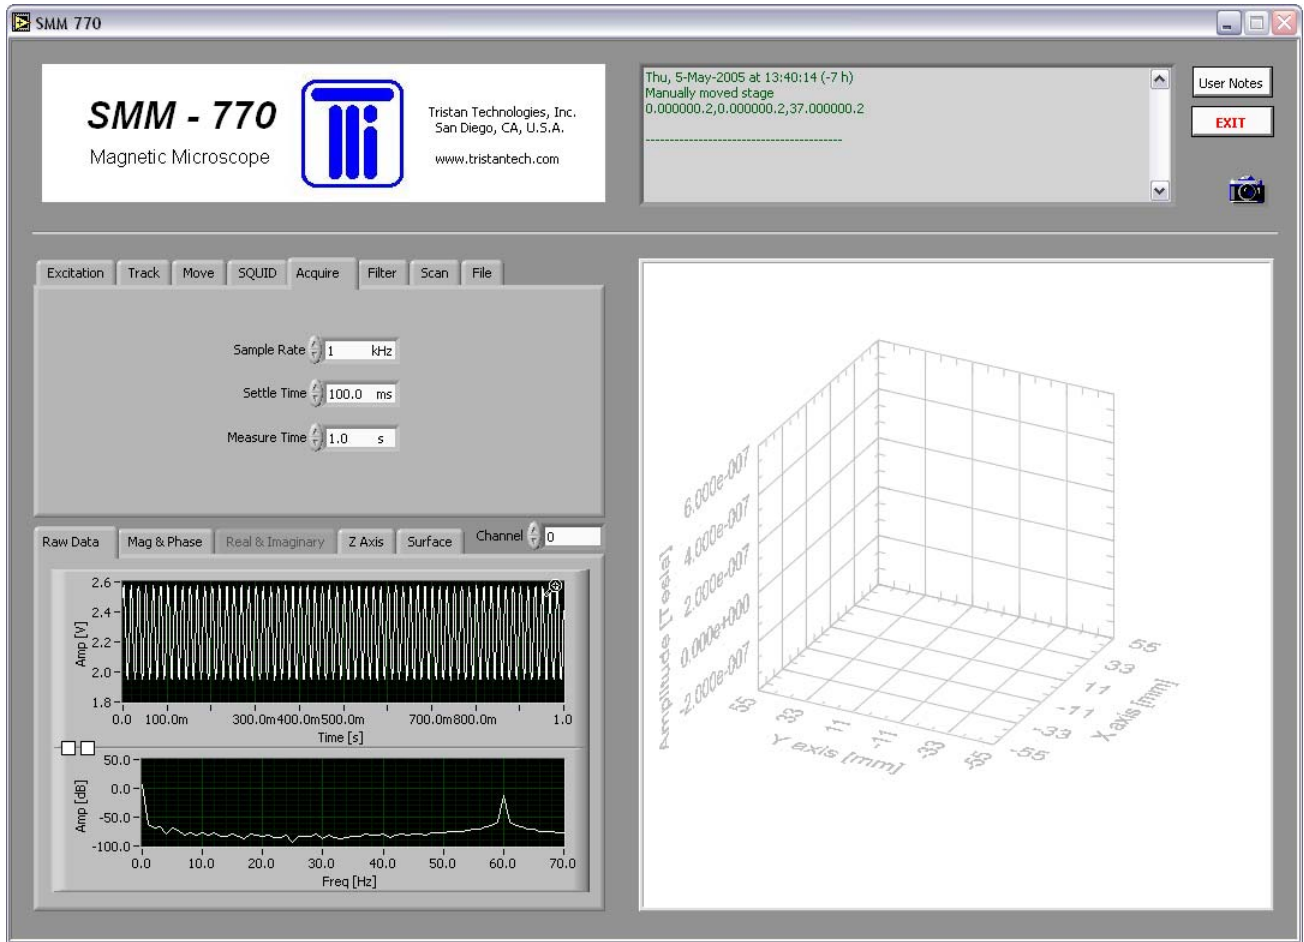 SMM 770
SMM - 770
Magnetic Microscope
Tristan Technologies, Inc.
San Diego, CA, U.S.A.
www.tristantech.com
Thu, 5-May-2005 at 13:40:14 (-7 h)
Manually moved stage
0.000000.2,0.000000.2,37.000000.2
----------------------------------------
User Notes
EXIT
Excitation Track Move SQUID Acquire Filter Scan File
Sample Rate 1 kHz
Settle Time 100.0 ms
Measure Time 1.0 s
Raw Data Mag & Phase Real & Imaginary Z Axis Surface Channel 0
2.6
2.4
2.2
2.0
1.8
Amp [V]
0.0 100.0m 300.0m 400.0m 500.0m 700.0m 800.0m 1.0
Time [s]
50.0
0.0
-50.0
-100.0
Amp [dB]
0.0 10.0 20.0 30.0 40.0 50.0 60.0 70.0
Freq [Hz]
6.000e-007
4.000e-007
2.000e-007
0.000e+000
-2.000e-007
Amplitude [Tesla]
55
33
11
-11
-33
-55
Y axis [mm]
55
33
11
-11
-33
-55
X axis [mm]